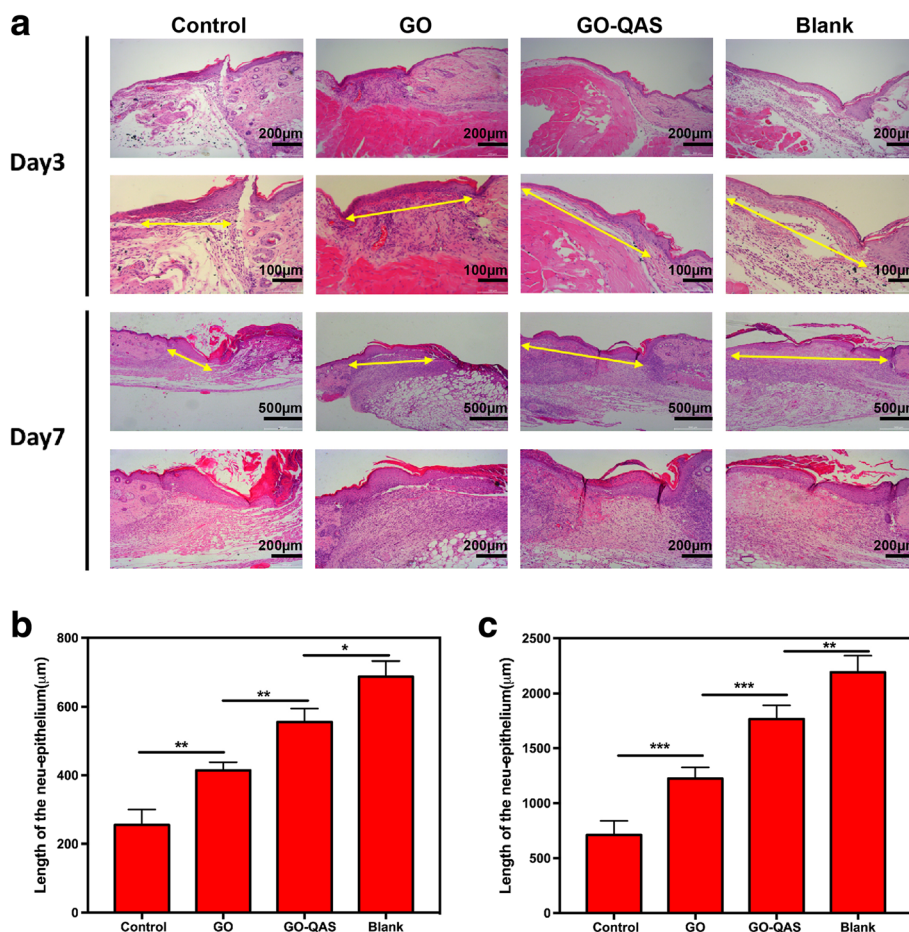 a
Control GO GO-QAS Blank
Day3
200μm 200μm 200μm 200μm
100μm 100μm 100μm 100μm
Day7
500μm 500μm 500μm 500μm
200μm 200μm 200μm 200μm
b
Length of the neu-epithelium(μm)
800
600
400
200
0
**
**
*
Control GO GO-QAS Blank
c
Length of the neu-epithelium(μm)
2500
2000
1500
1000
500
0
***
***
**
Control GO GO-QAS Blank